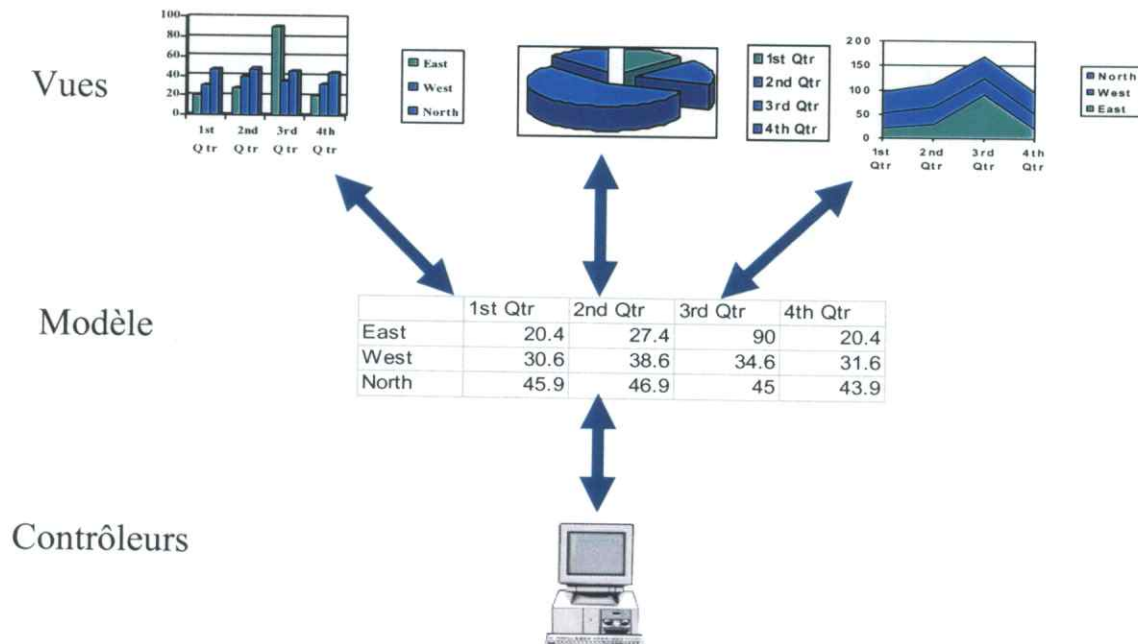 Vues
100
80
60
40
20
0
1st Qtr
2nd Qtr
3rd Qtr
4th Qtr
East
West
North
1st Qtr
2nd Qtr
3rd Qtr
4th Qtr
200
150
100
50
0
1st Qtr
2nd Qtr
3rd Qtr
4th Qtr
North
West
East
Modèle
1st Qtr 2nd Qtr 3rd Qtr 4th Qtr
East 20.4 27.4 90 20.4
West 30.6 38.6 34.6 31.6
North 45.9 46.9 45 43.9
Contrôleurs